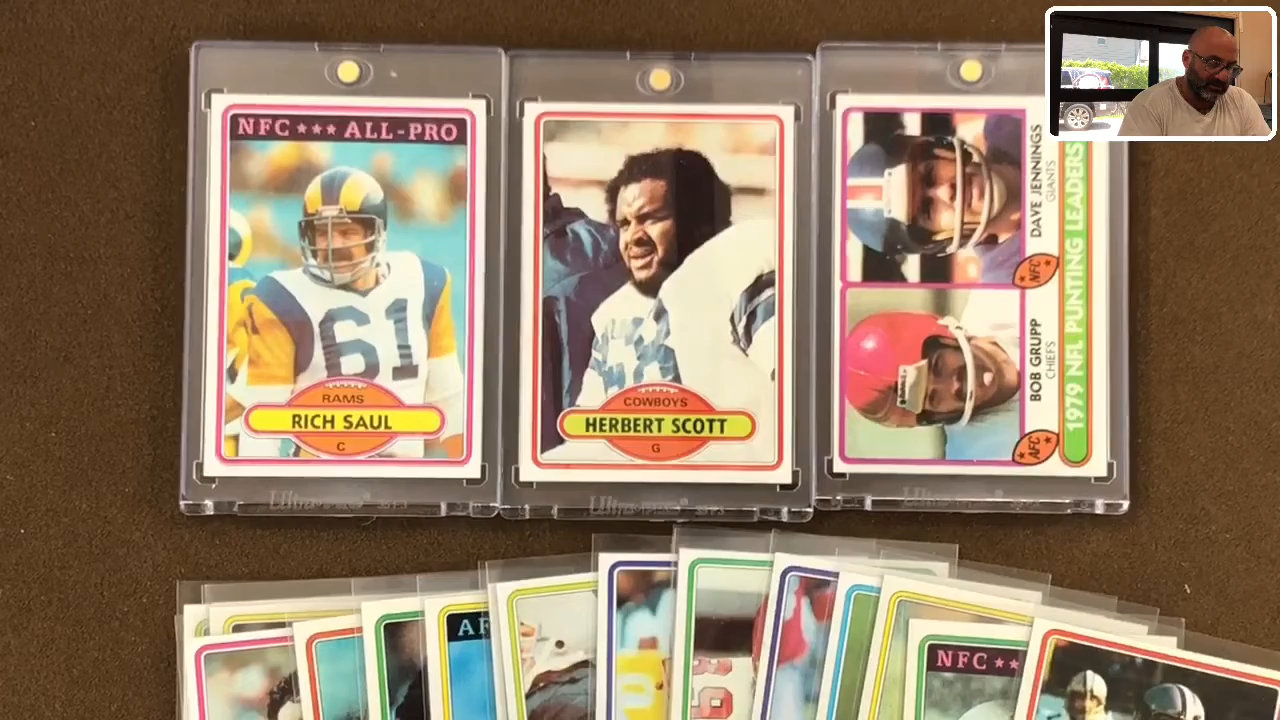 NFC ★★★ ALL-PRO
61
RAMS
RICH SAUL
C
COWBOYS
HERBERT SCOTT
G
DAVE JENNINGS
GIANTS
NFC
BOB GRUPP
CHIEFS
AFC
1979 NFL PUNTING LEADERS
NFC ★★